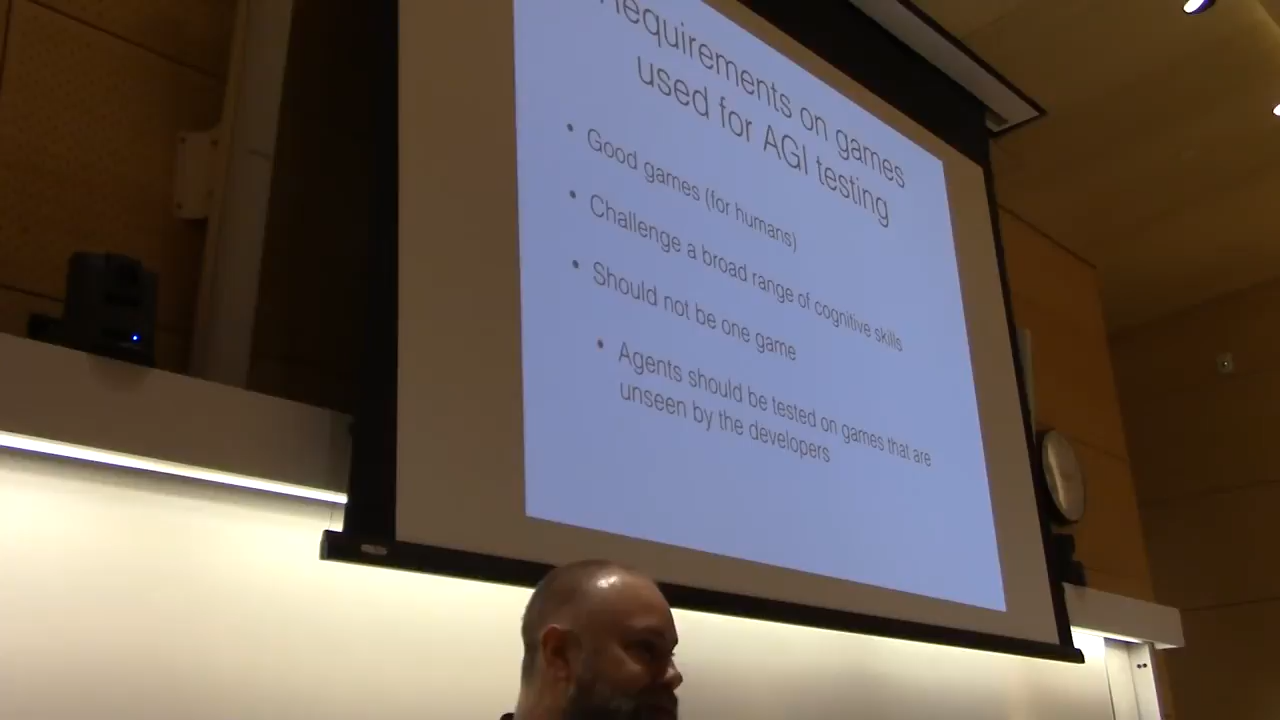 Requirements on games
used for AGI testing
• Good games (for humans)
• Challenge a broad range of cognitive skills
• Should not be one game
• Agents should be tested on games that are
unseen by the developers